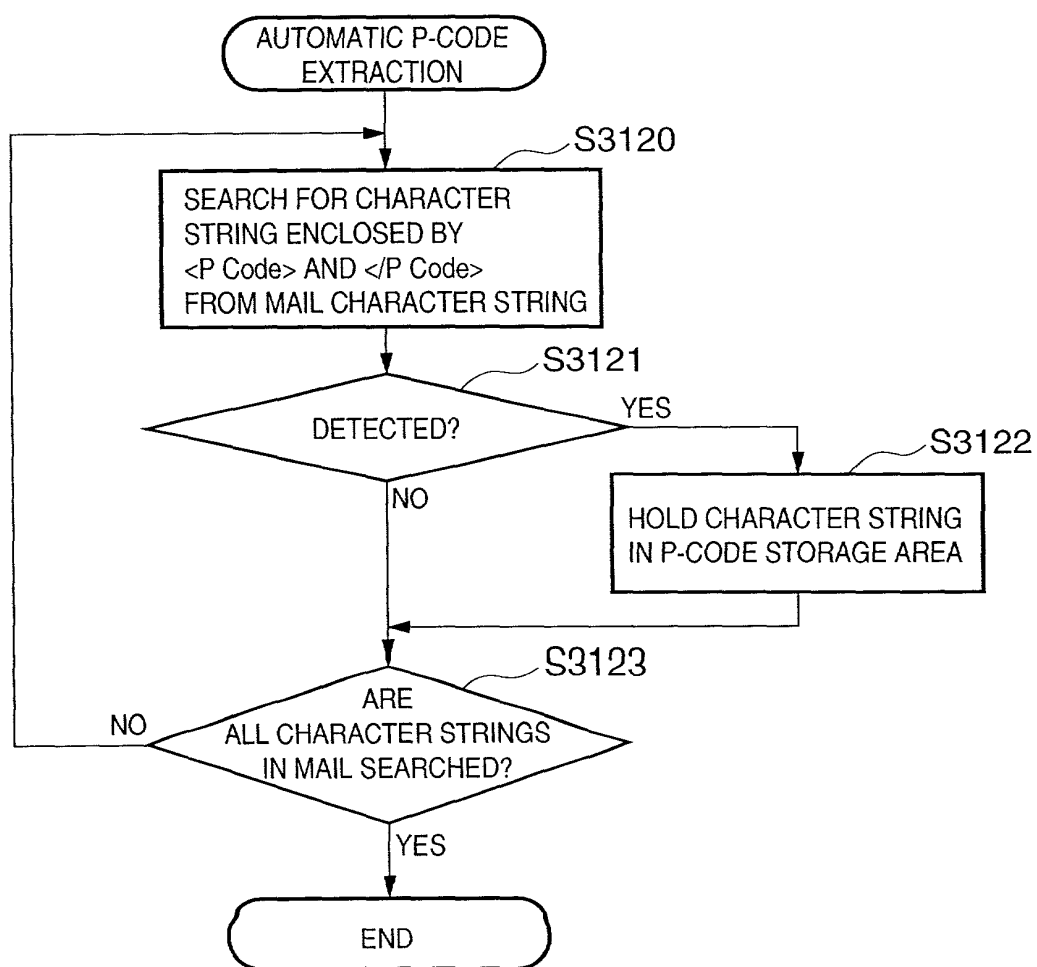 AUTOMATIC P-CODE
EXTRACTION
S3120
SEARCH FOR CHARACTER
STRING ENCLOSED BY
<P Code> AND </P Code>
FROM MAIL CHARACTER STRING
S3121
DETECTED?
YES
S3122
NO
HOLD CHARACTER STRING
IN P-CODE STORAGE AREA
S3123
ARE
ALL CHARACTER STRINGS
IN MAIL SEARCHED?
NO
YES
END